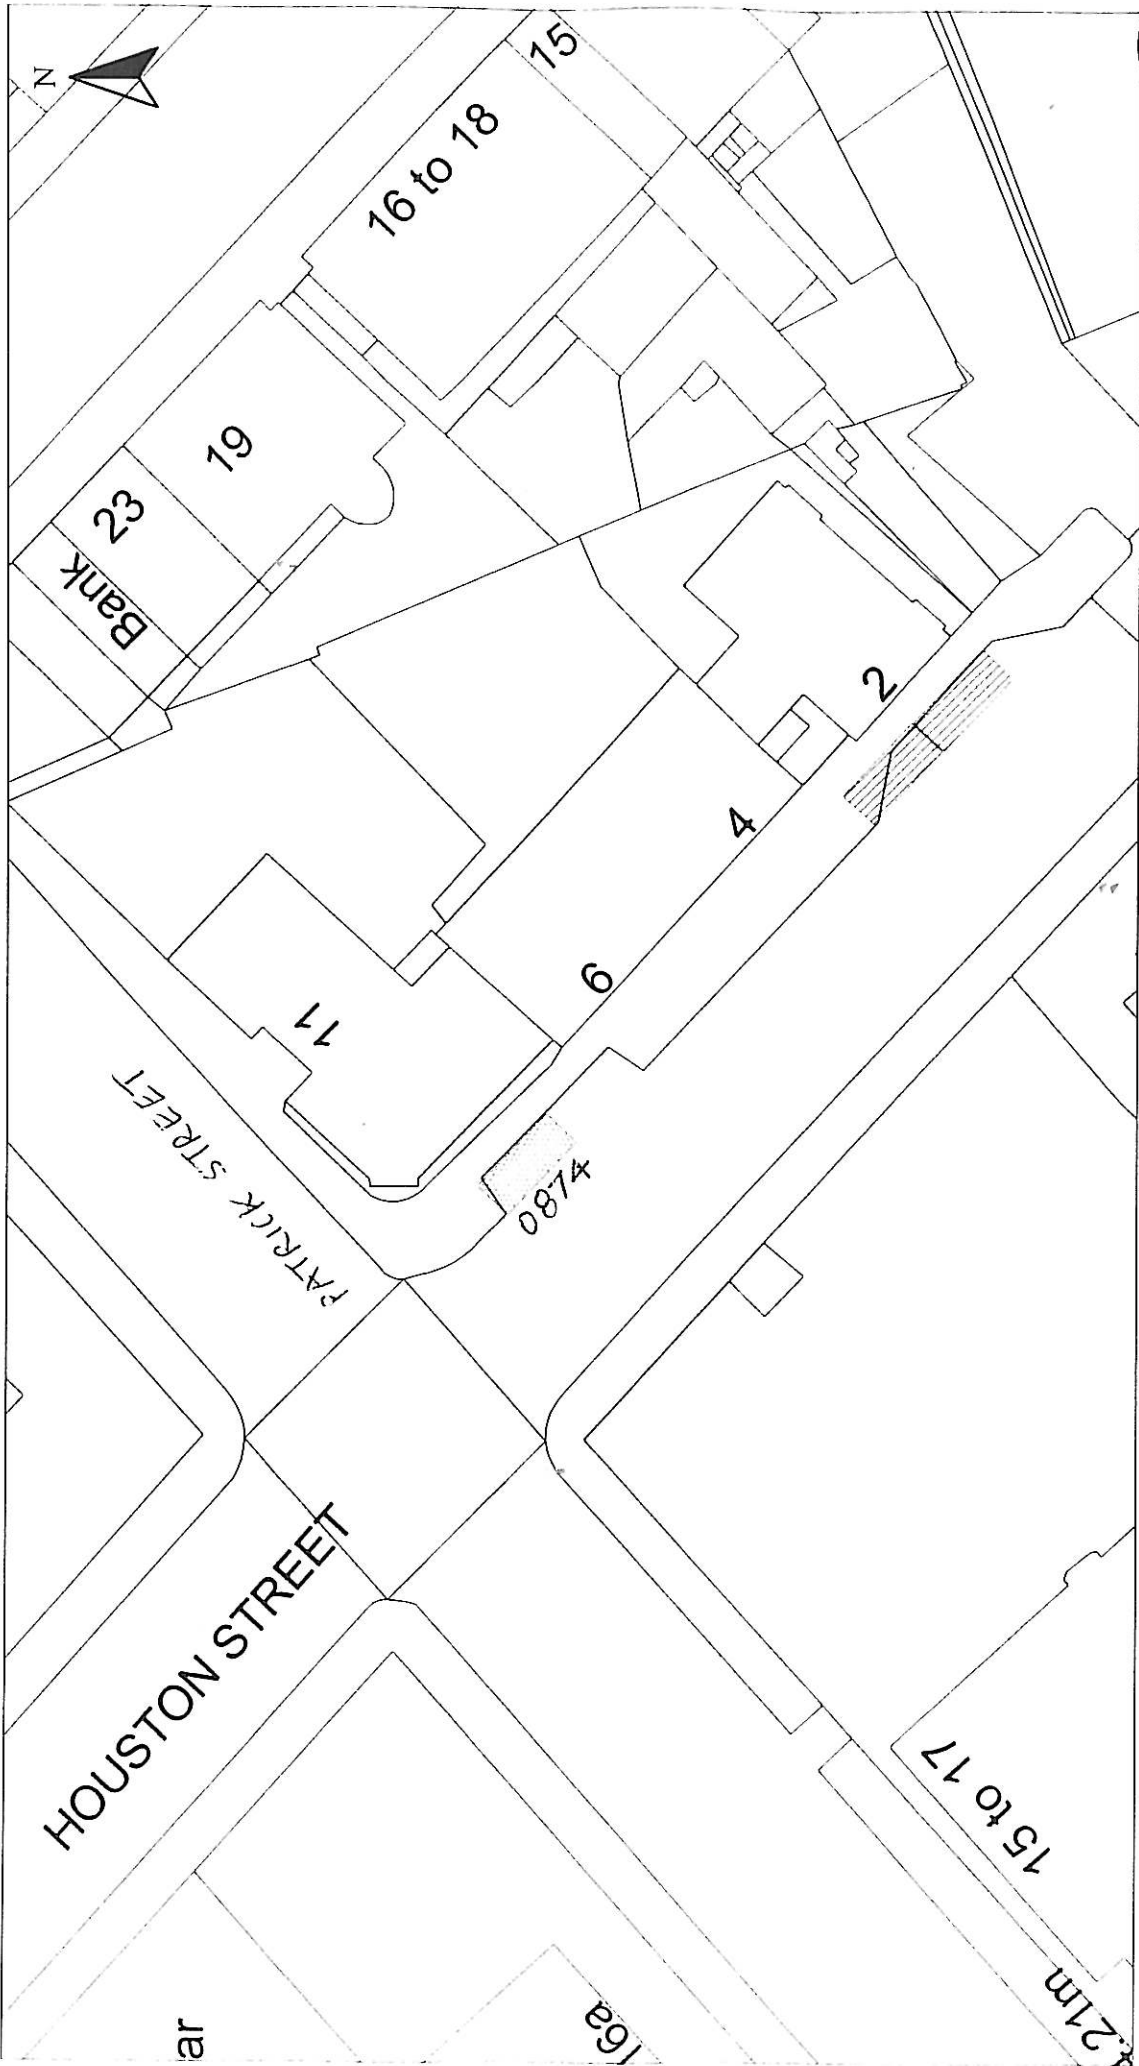 N
15
16 to 18
19
23
Bank
2
4
6
11
PATRICK STREET
0874
HOUSTON STREET
15 to 17
16a
.21m
ar